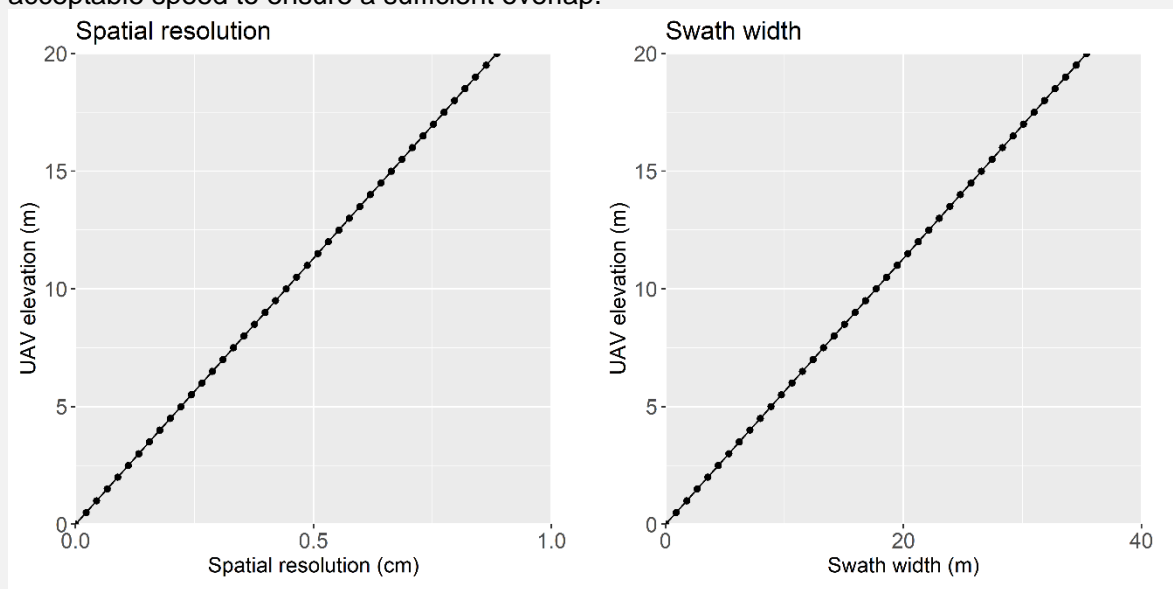 acceptable speed to ensure a sufficient overlap.
Spatial resolution
20
15
10
5
0
0.0
0.5
1.0
UAV elevation (m)
Spatial resolution (cm)
Swath width
20
15
10
5
0
0
20
40
UAV elevation (m)
Swath width (m)